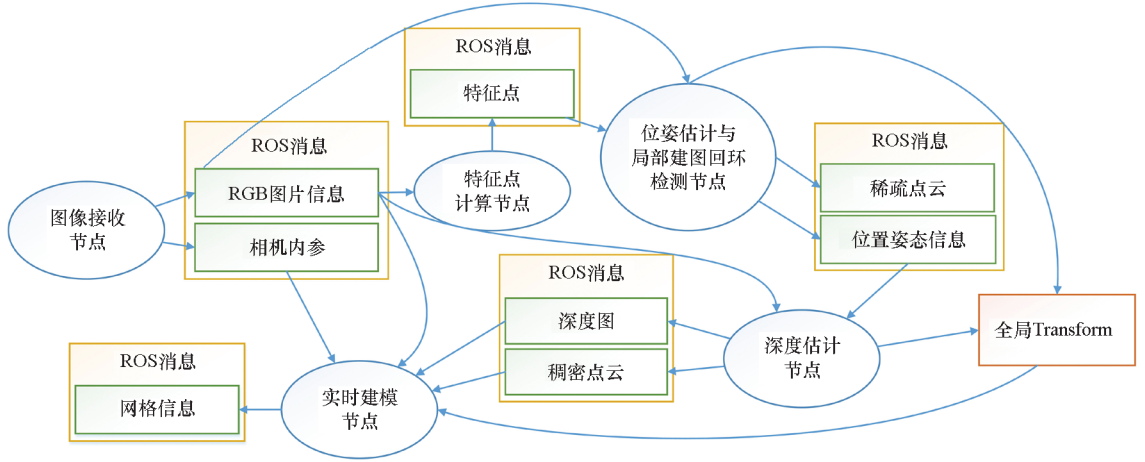 ROS消息
特征点
ROS消息
RGB图片信息
相机内参
图像接收
节点
特征点
计算节点
位姿估计与
局部建图回环
检测节点
ROS消息
稀疏点云
位置姿态信息
ROS消息
深度图
稠密点云
深度估计
节点
全局Transform
ROS消息
网格信息
实时建模
节点